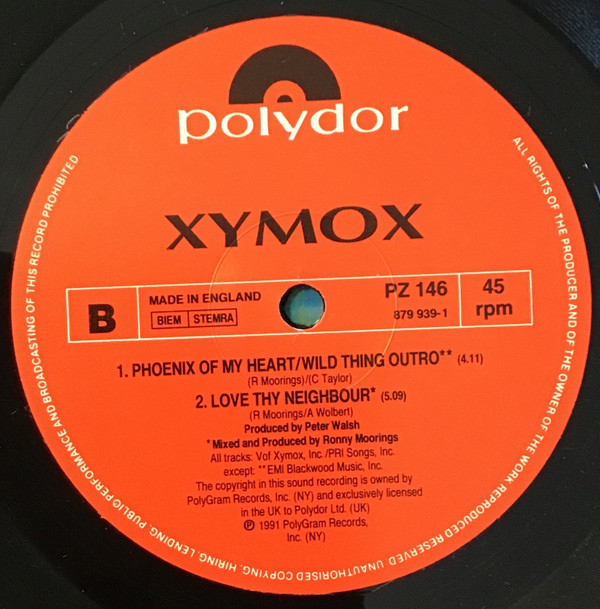 polydor
XYMOX
B
MADE IN ENGLAND
BIEM STEMRA
PZ 146
879 939-1
45
rpm
1. PHOENIX OF MY HEART/WILD THING OUTRO** (4.11)
(R Moorings)/(C Taylor)
2. LOVE THY NEIGHBOUR* (5.09)
(R Moorings/A Wolbert)
Produced by Peter Walsh
*Mixed and Produced by Ronny Moorings
All tracks: Vof Xymox, Inc./PRI Songs, Inc.
except: **EMI Blackwood Music, Inc.
The copyright in this sound recording is owned by
PolyGram Records, Inc. (NY) and exclusively licensed
in the UK to Polydor Ltd. (UK)
℗ 1991 PolyGram Records,
Inc. (NY)
ALL RIGHTS OF THE PRODUCER AND OF THE OWNER OF THE WORK REPRODUCED RESERVED. UNAUTHORISED COPYING, HIRING, LENDING, PUBLIC PERFORMANCE AND BROADCASTING OF THIS RECORD PROHIBITED